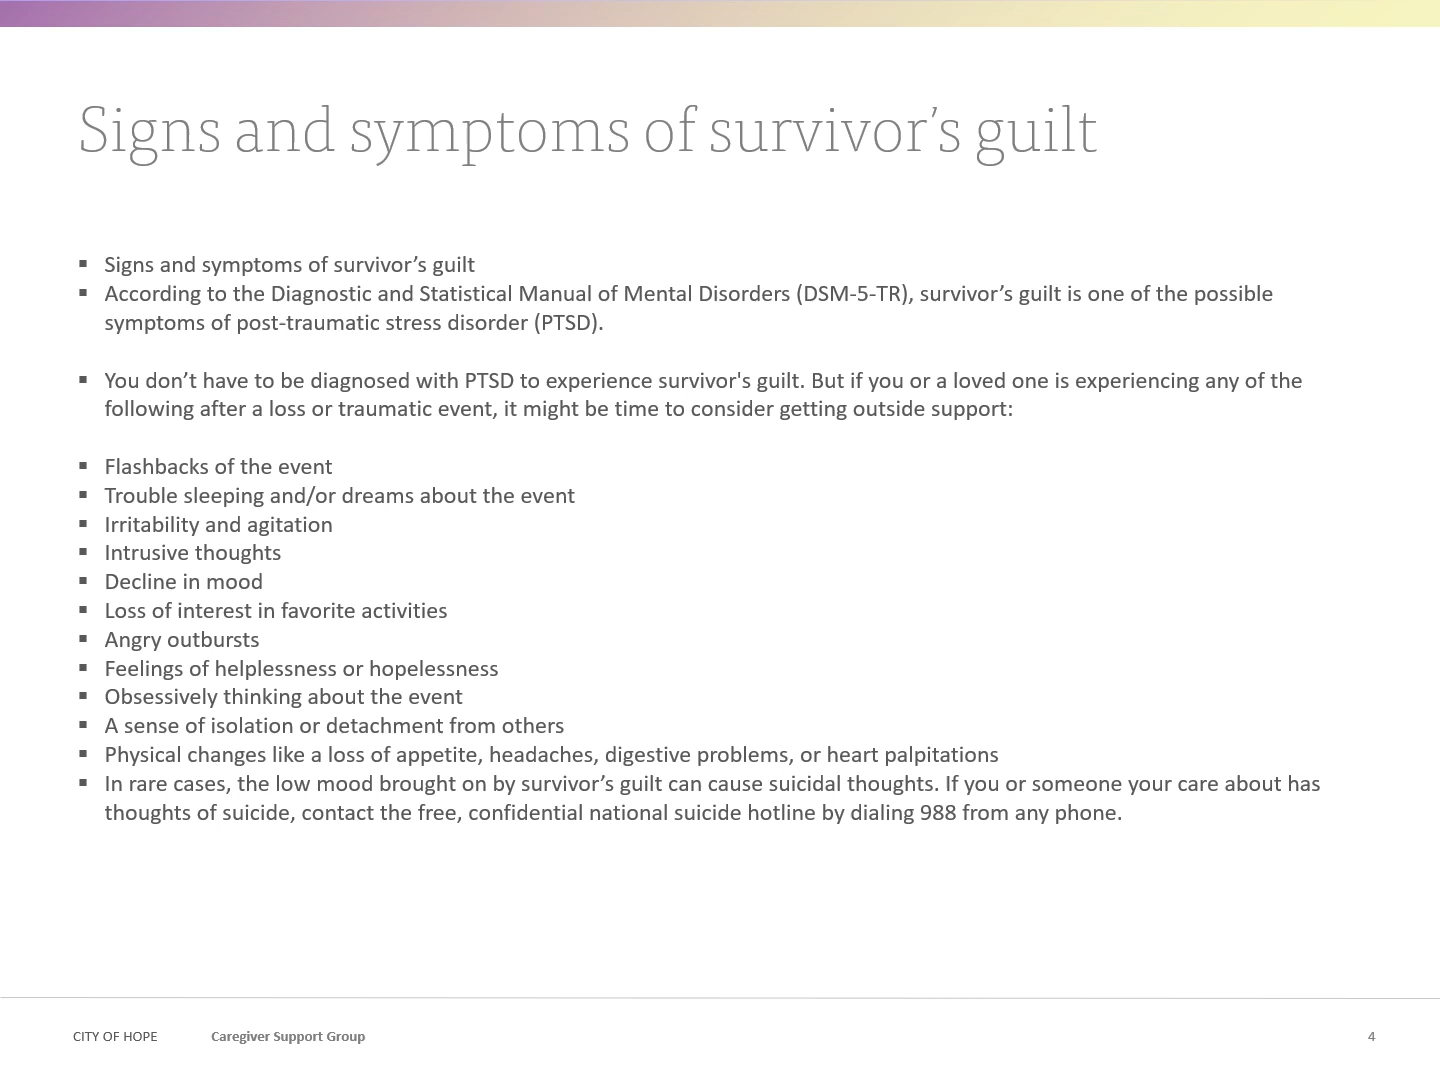 Signs and symptoms of survivor’s guilt
▪ Signs and symptoms of survivor’s guilt
▪ According to the Diagnostic and Statistical Manual of Mental Disorders (DSM-5-TR), survivor’s guilt is one of the possible
symptoms of post-traumatic stress disorder (PTSD).
▪ You don’t have to be diagnosed with PTSD to experience survivor's guilt. But if you or a loved one is experiencing any of the
following after a loss or traumatic event, it might be time to consider getting outside support:
▪ Flashbacks of the event
▪ Trouble sleeping and/or dreams about the event
▪ Irritability and agitation
▪ Intrusive thoughts
▪ Decline in mood
▪ Loss of interest in favorite activities
▪ Angry outbursts
▪ Feelings of helplessness or hopelessness
▪ Obsessively thinking about the event
▪ A sense of isolation or detachment from others
▪ Physical changes like a loss of appetite, headaches, digestive problems, or heart palpitations
▪ In rare cases, the low mood brought on by survivor’s guilt can cause suicidal thoughts. If you or someone your care about has
thoughts of suicide, contact the free, confidential national suicide hotline by dialing 988 from any phone.
CITY OF HOPE Caregiver Support Group 4